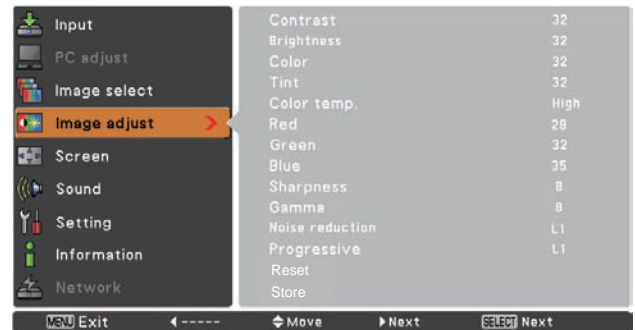 Input
PC adjust
Image select
Image adjust
Screen
Sound
Setting
Information
Network
Contrast 32
Brightness 32
Color 32
Tint 32
Color temp. High
Red 28
Green 32
Blue 35
Sharpness 8
Gamma 8
Noise reduction L1
Progressive L1
Reset
Store
MENU Exit ----- Move Next SELECT Next